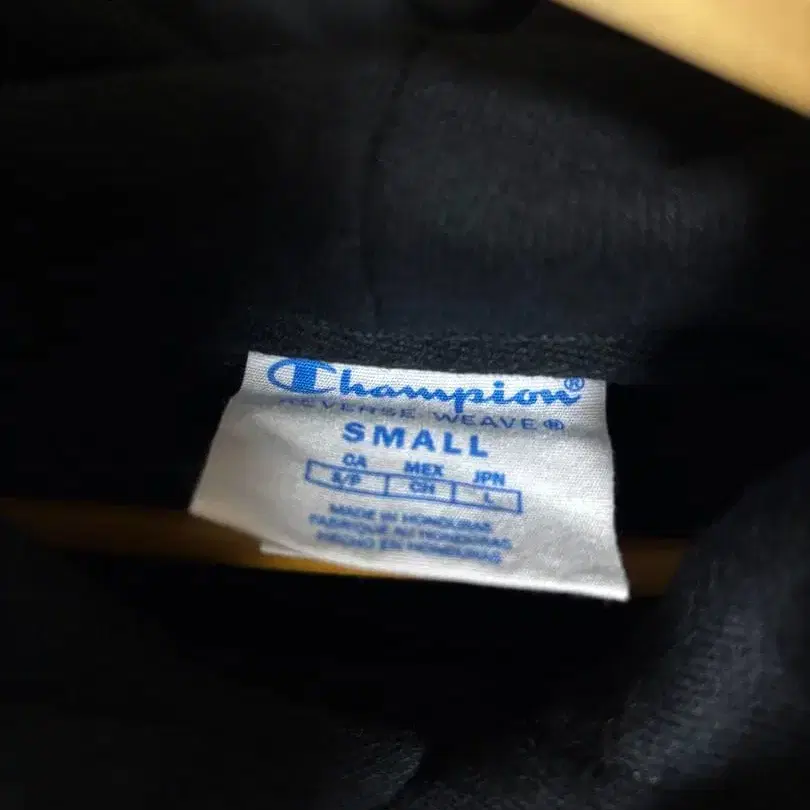 Champion®
REVERSE WEAVE®
SMALL
CA MEX JPN
S/P CH L
MADE IN HONDURAS
FABRIQUÉ AU HONDURAS
HECHO EN HONDURAS